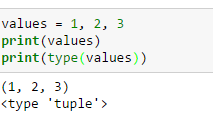 values = 1, 2, 3
print(values)
print(type(values))
(1, 2, 3)
<type 'tuple'>